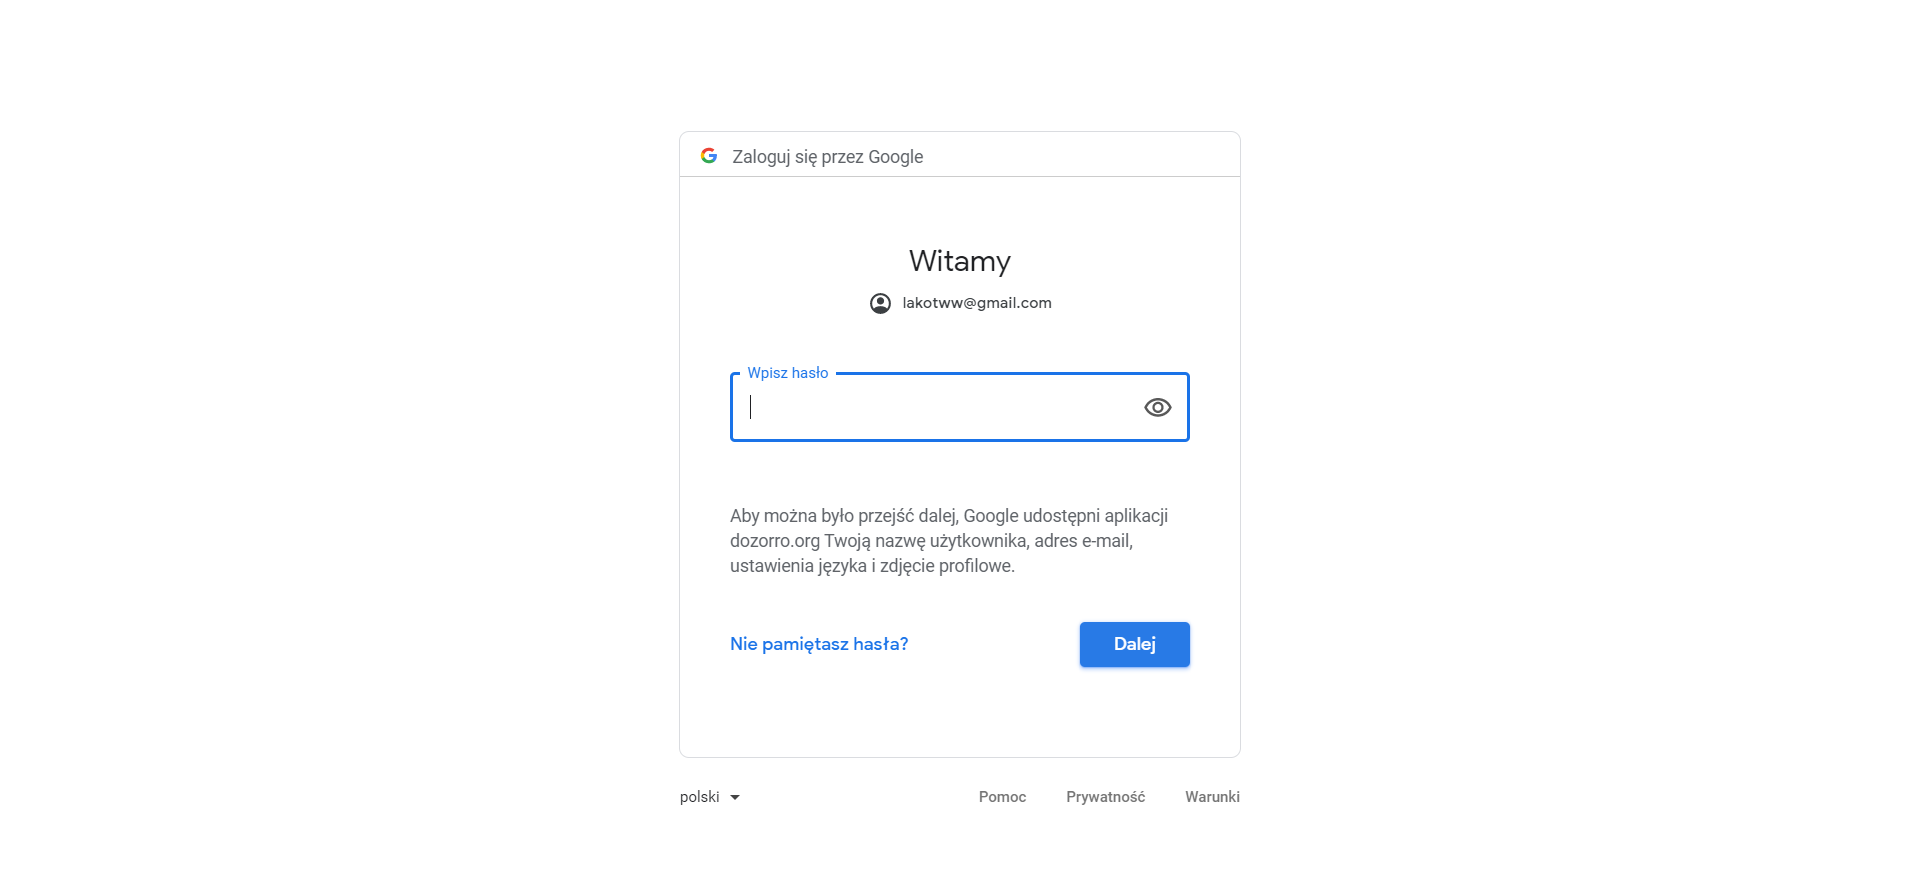 Zaloguj się przez Google
Witamy
lakotww@gmail.com
Wpisz hasło
Aby można było przejść dalej, Google udostępni aplikacji
dozorro.org Twoją nazwę użytkownika, adres e-mail,
ustawienia języka i zdjęcie profilowe.
Nie pamiętasz hasła?
Dalej
polski
Pomoc
Prywatność
Warunki